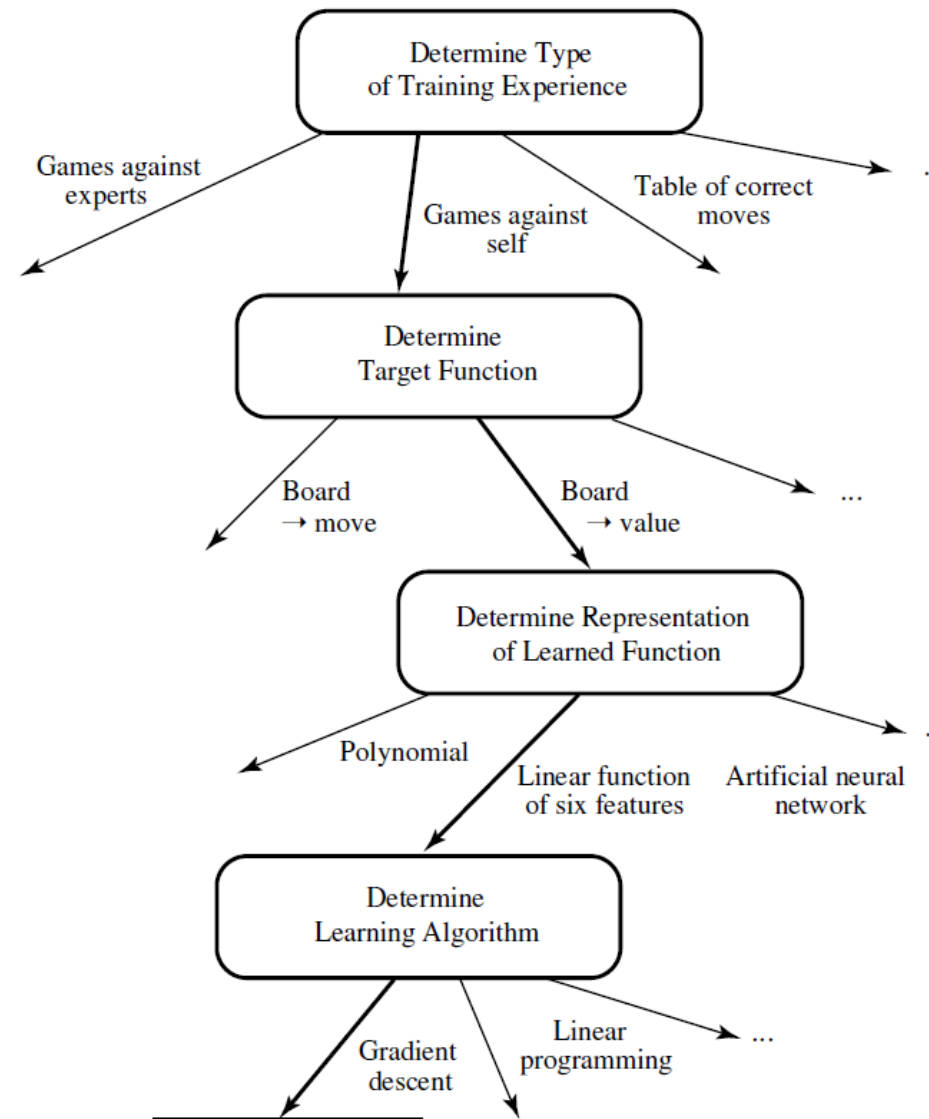 Determine Type
of Training Experience
Games against
experts
Games against
self
Table of correct
moves
.
Determine
Target Function
Board
→ move
Board
→ value
...
Determine Representation
of Learned Function
Polynomial
Linear function
of six features
Artificial neural
network
.
Determine
Learning Algorithm
Gradient
descent
Linear
programming
...